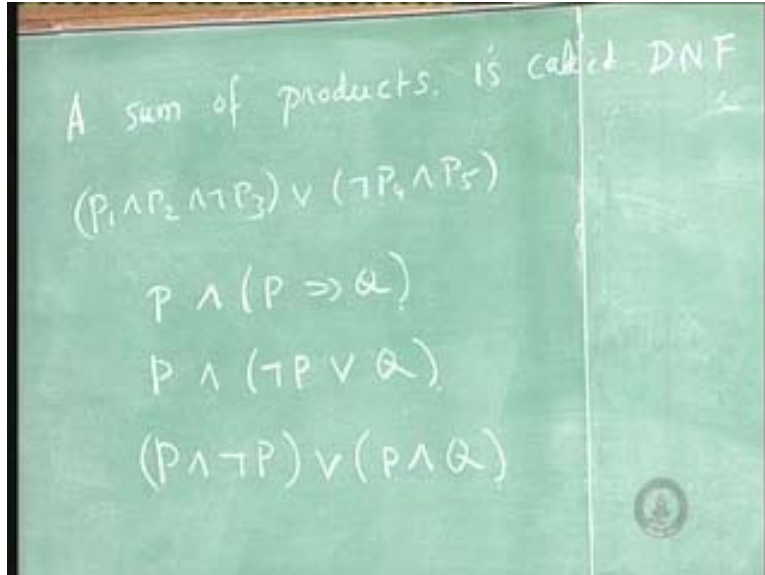 A sum of products. is called DNF
(P₁∧P₂∧¬P₃)∨(¬P₄∧P₅)
P∧(P⇒Q)
P∧(¬P∨Q)
(P∧¬P)∨(P∧Q)